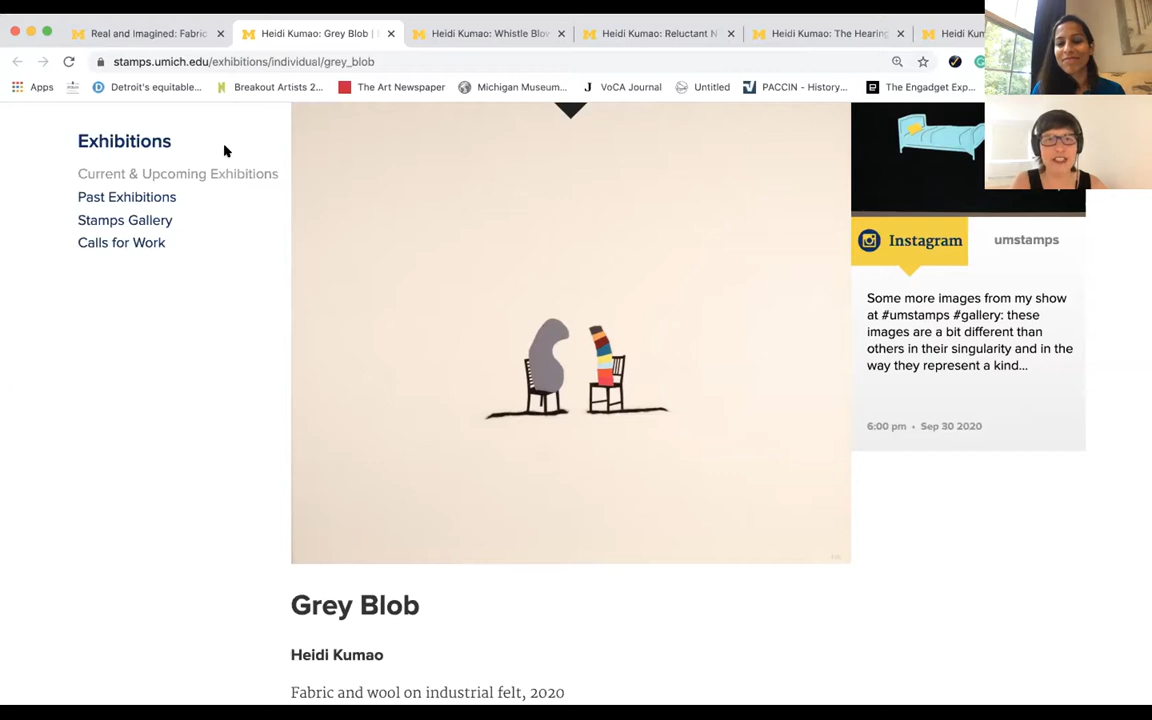 Real and Imagined: Fabric
Heidi Kumao: Grey Blob |
Heidi Kumao: Whistle Blov
Heidi Kumao: Reluctant N
Heidi Kumao: The Hearing
Heidi Kum
stamps.umich.edu/exhibitions/individual/grey_blob
Apps
Detroit's equitable...
Breakout Artists 2...
The Art Newspaper
Michigan Museum...
VoCA Journal
Untitled
PACCIN - History...
The Engadget Exp...
Exhibitions
Current & Upcoming Exhibitions
Past Exhibitions
Stamps Gallery
Calls for Work
Instagram
umstamps
Some more images from my show
at #umstamps #gallery: these
images are a bit different than
others in their singularity and in the
way they represent a kind...
6:00 pm • Sep 30 2020
Grey Blob
Heidi Kumao
Fabric and wool on industrial felt, 2020